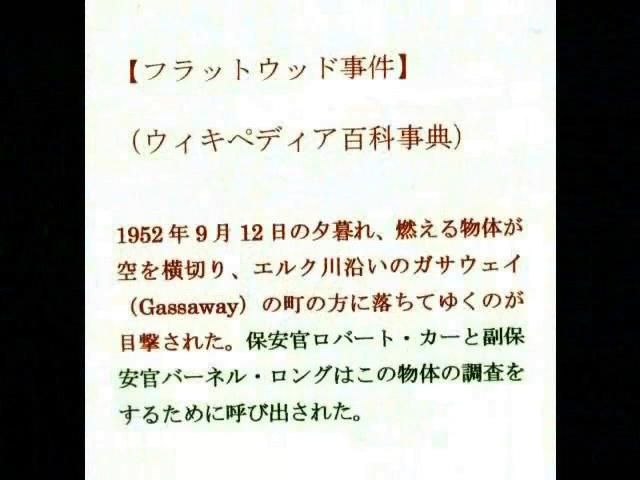 【フラットウッド事件】
（ウィキペディア百科事典）
1952年9月12日の夕暮れ、燃える物体が
空を横切り、エルク川沿いのガサウェイ
（Gassaway）の町の方に落ちてゆくのが
目撃された。保安官ロバート・カーと副保
安官バーネル・ロングはこの物体の調査を
するために呼び出された。